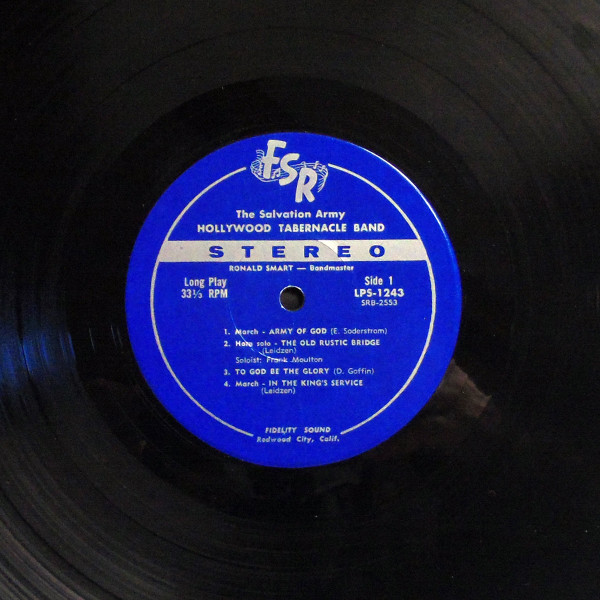 FSR
The Salvation Army
HOLLYWOOD TABERNACLE BAND
STEREO
RONALD SMART — Bandmaster
Long Play
33⅓ RPM
Side 1
LPS-1243
SRB-2553
1. March - ARMY OF GOD (E. Soderstrom)
2. Horn solo - THE OLD RUSTIC BRIDGE
(Leidzen)
Soloist: Frank Moulton
3. TO GOD BE THE GLORY (D. Goffin)
4. March - IN THE KING'S SERVICE
(Leidzen)
FIDELITY SOUND
Redwood City, Calif.